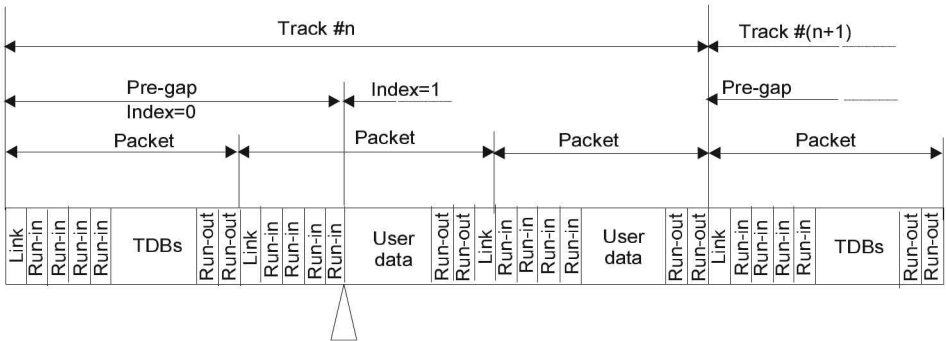 Track #n
Track #(n+1)
Pre-gap
Index=0
Index=1
Pre-gap
Packet
Packet
Packet
Packet
Link
Run-in
Run-in
Run-in
Run-in
TDBs
Run-out
Run-out
Link
Run-in
Run-in
Run-in
Run-in
User
data
Run-out
Run-out
Link
Run-in
Run-in
Run-in
Run-in
User
data
Run-out
Run-out
Link
Run-in
Run-in
Run-in
Run-in
TDBs
Run-out
Run-out